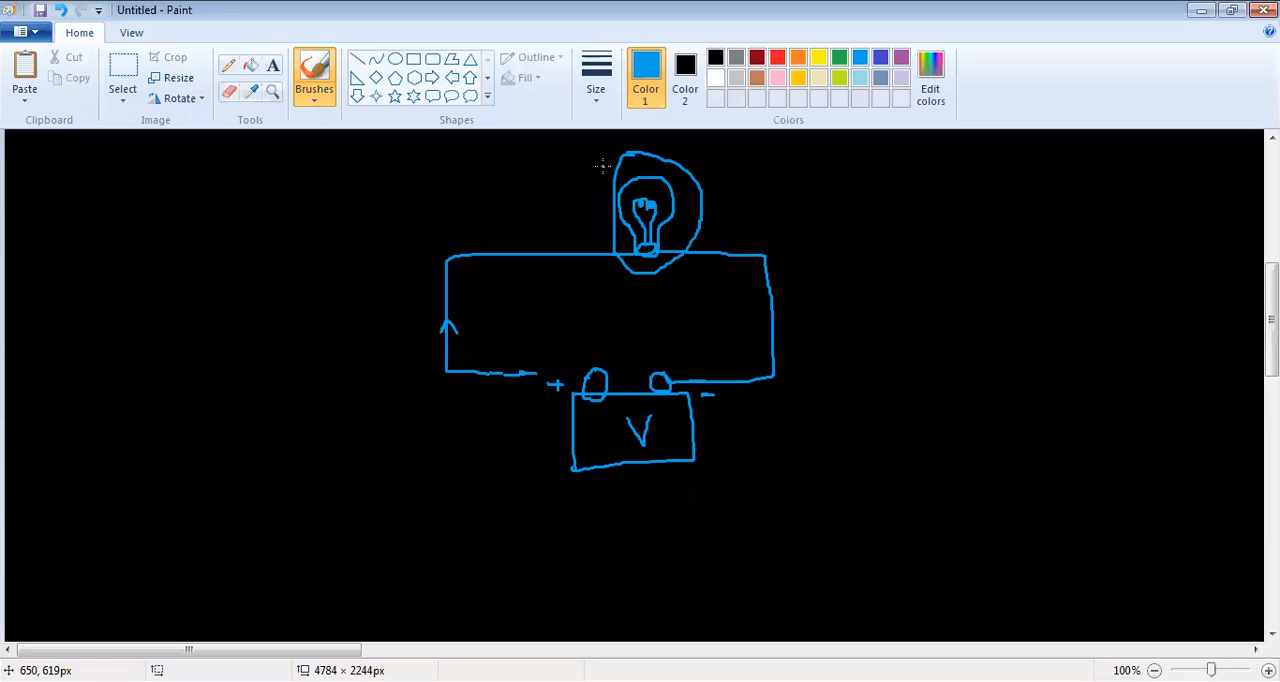 Untitled - Paint
Home View
Paste
Cut
Copy
Clipboard
Select
Crop
Resize
Rotate
Image
Tools
Brushes
Outline
Fill
Shapes
Size
Color 1
Color 2
Edit colors
Colors
+ -
V
650, 619px
4784 × 2244px
100%